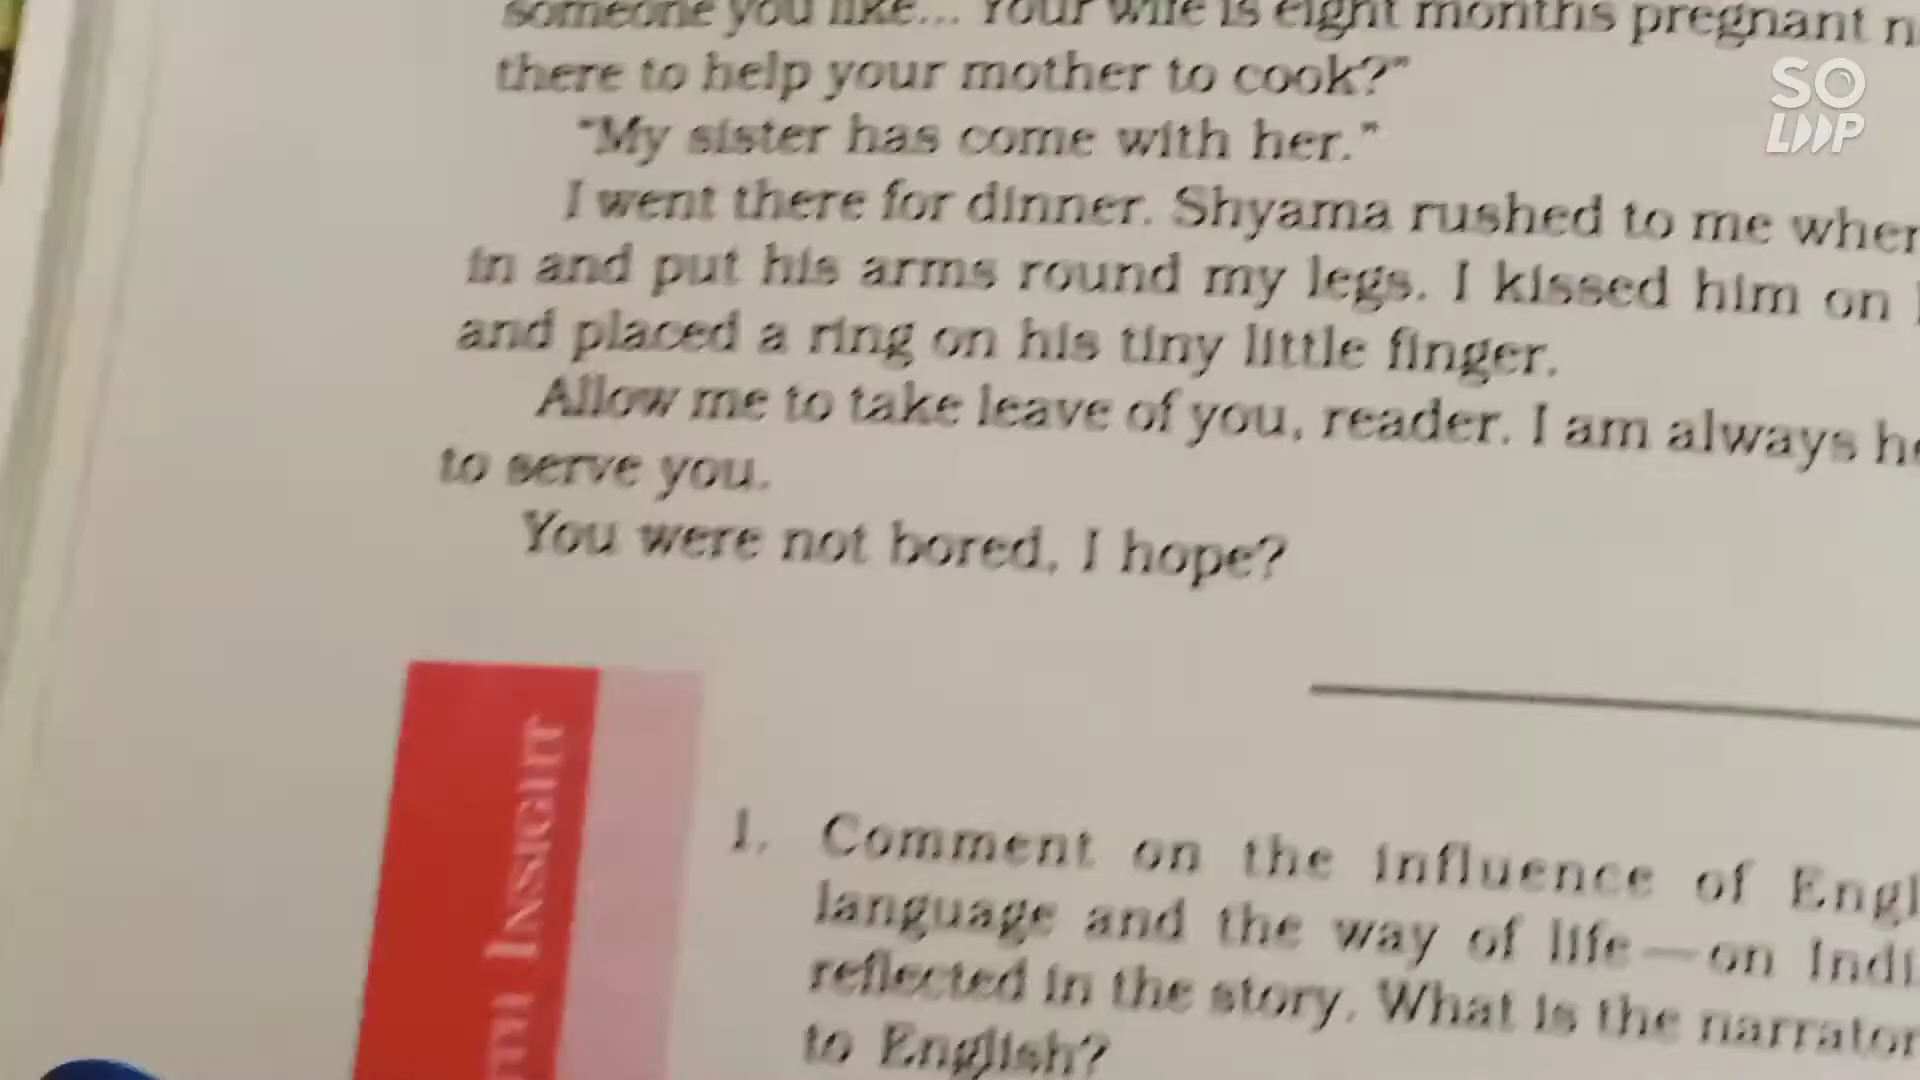 someone you like... Your wife is eight months pregnant
there to help your mother to cook?"
"My sister has come with her."
I went there for dinner. Shyama rushed to me when
in and put his arms round my legs. I kissed him on
and placed a ring on his tiny little finger.
Allow me to take leave of you, reader. I am always
to serve you.
You were not bored, I hope?
INSIGHT
1. Comment on the influence of
language and the way of life—on
reflected in the story. What is the narrator
to English?
SO
LOOP